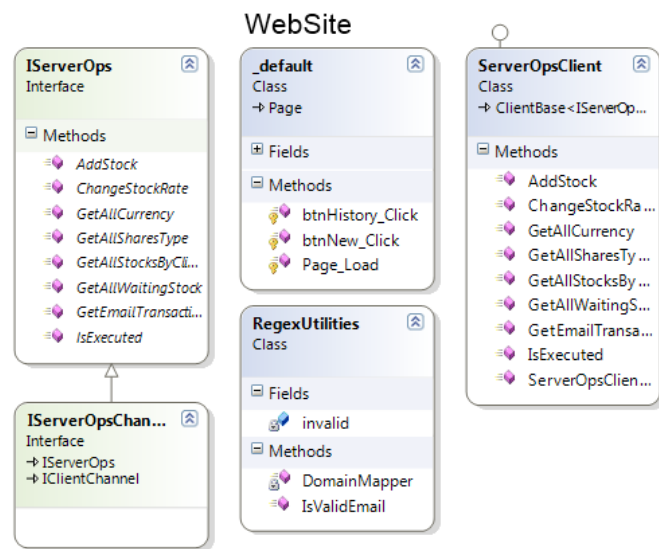 WebSite
IServerOps
Interface
Methods
AddStock
ChangeStockRate
GetAllCurrency
GetAllSharesType
GetAllStocksByCli...
GetAllWaitingStock
GetEmailTransacti...
IsExecuted
IServerOpsChan...
Interface
IServerOps
IClientChannel
_default
Class
Page
Fields
Methods
btnHistory_Click
btnNew_Click
Page_Load
RegexUtilities
Class
Fields
invalid
Methods
DomainMapper
IsValidEmail
ServerOpsClient
Class
ClientBase<IServerOp...
Methods
AddStock
ChangeStockRa...
GetAllCurrency
GetAllSharesTy...
GetAllStocksBy...
GetAllWaitingS...
GetEmailTransa...
IsExecuted
ServerOpsClien...